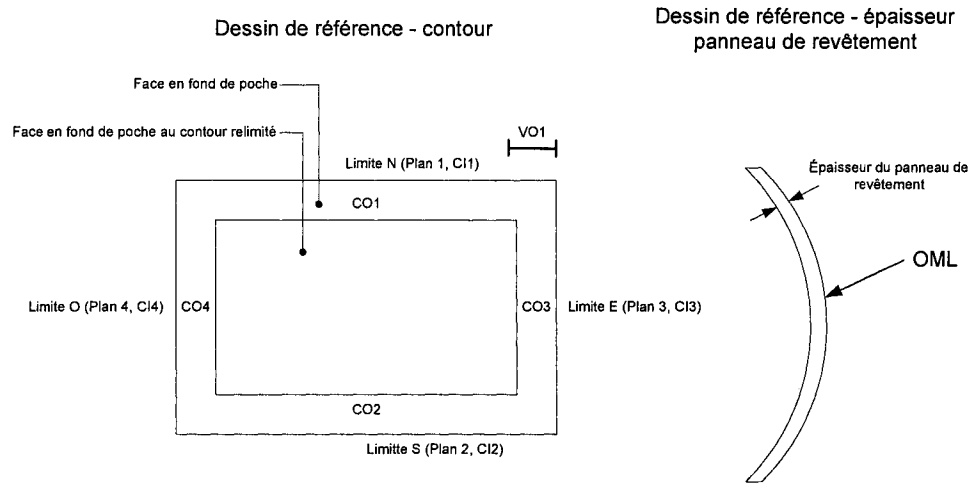 Dessin de référence - contour
Dessin de référence - épaisseur
panneau de revêtement
Face en fond de poche
Face en fond de poche au contour relimité
VO1
Limite N (Plan 1, CI1)
CO1
Limite O (Plan 4, CI4)
CO4
CO3
Limite E (Plan 3, CI3)
CO2
Limitte S (Plan 2, CI2)
Épaisseur du panneau de
revêtement
OML